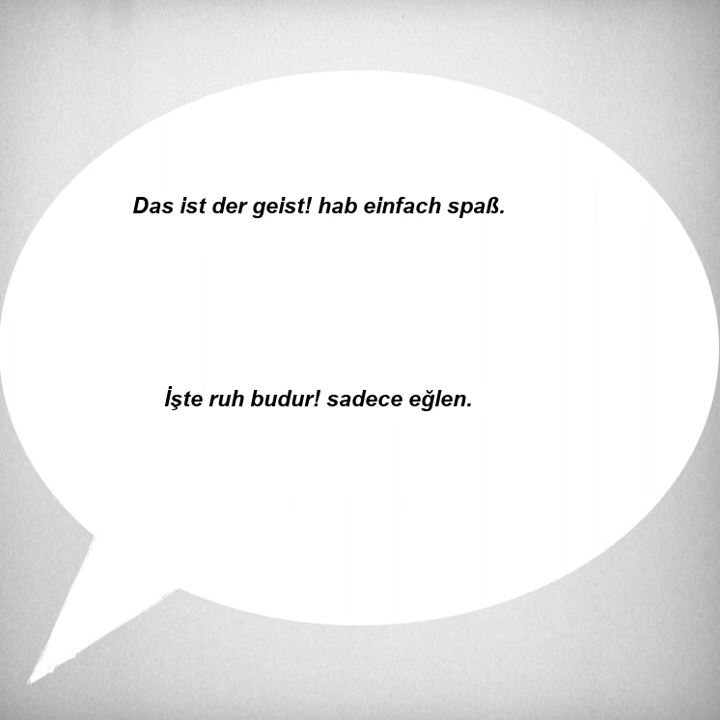 Das ist der geist! hab einfach spaß.
İşte ruh budur! sadece eğlen.